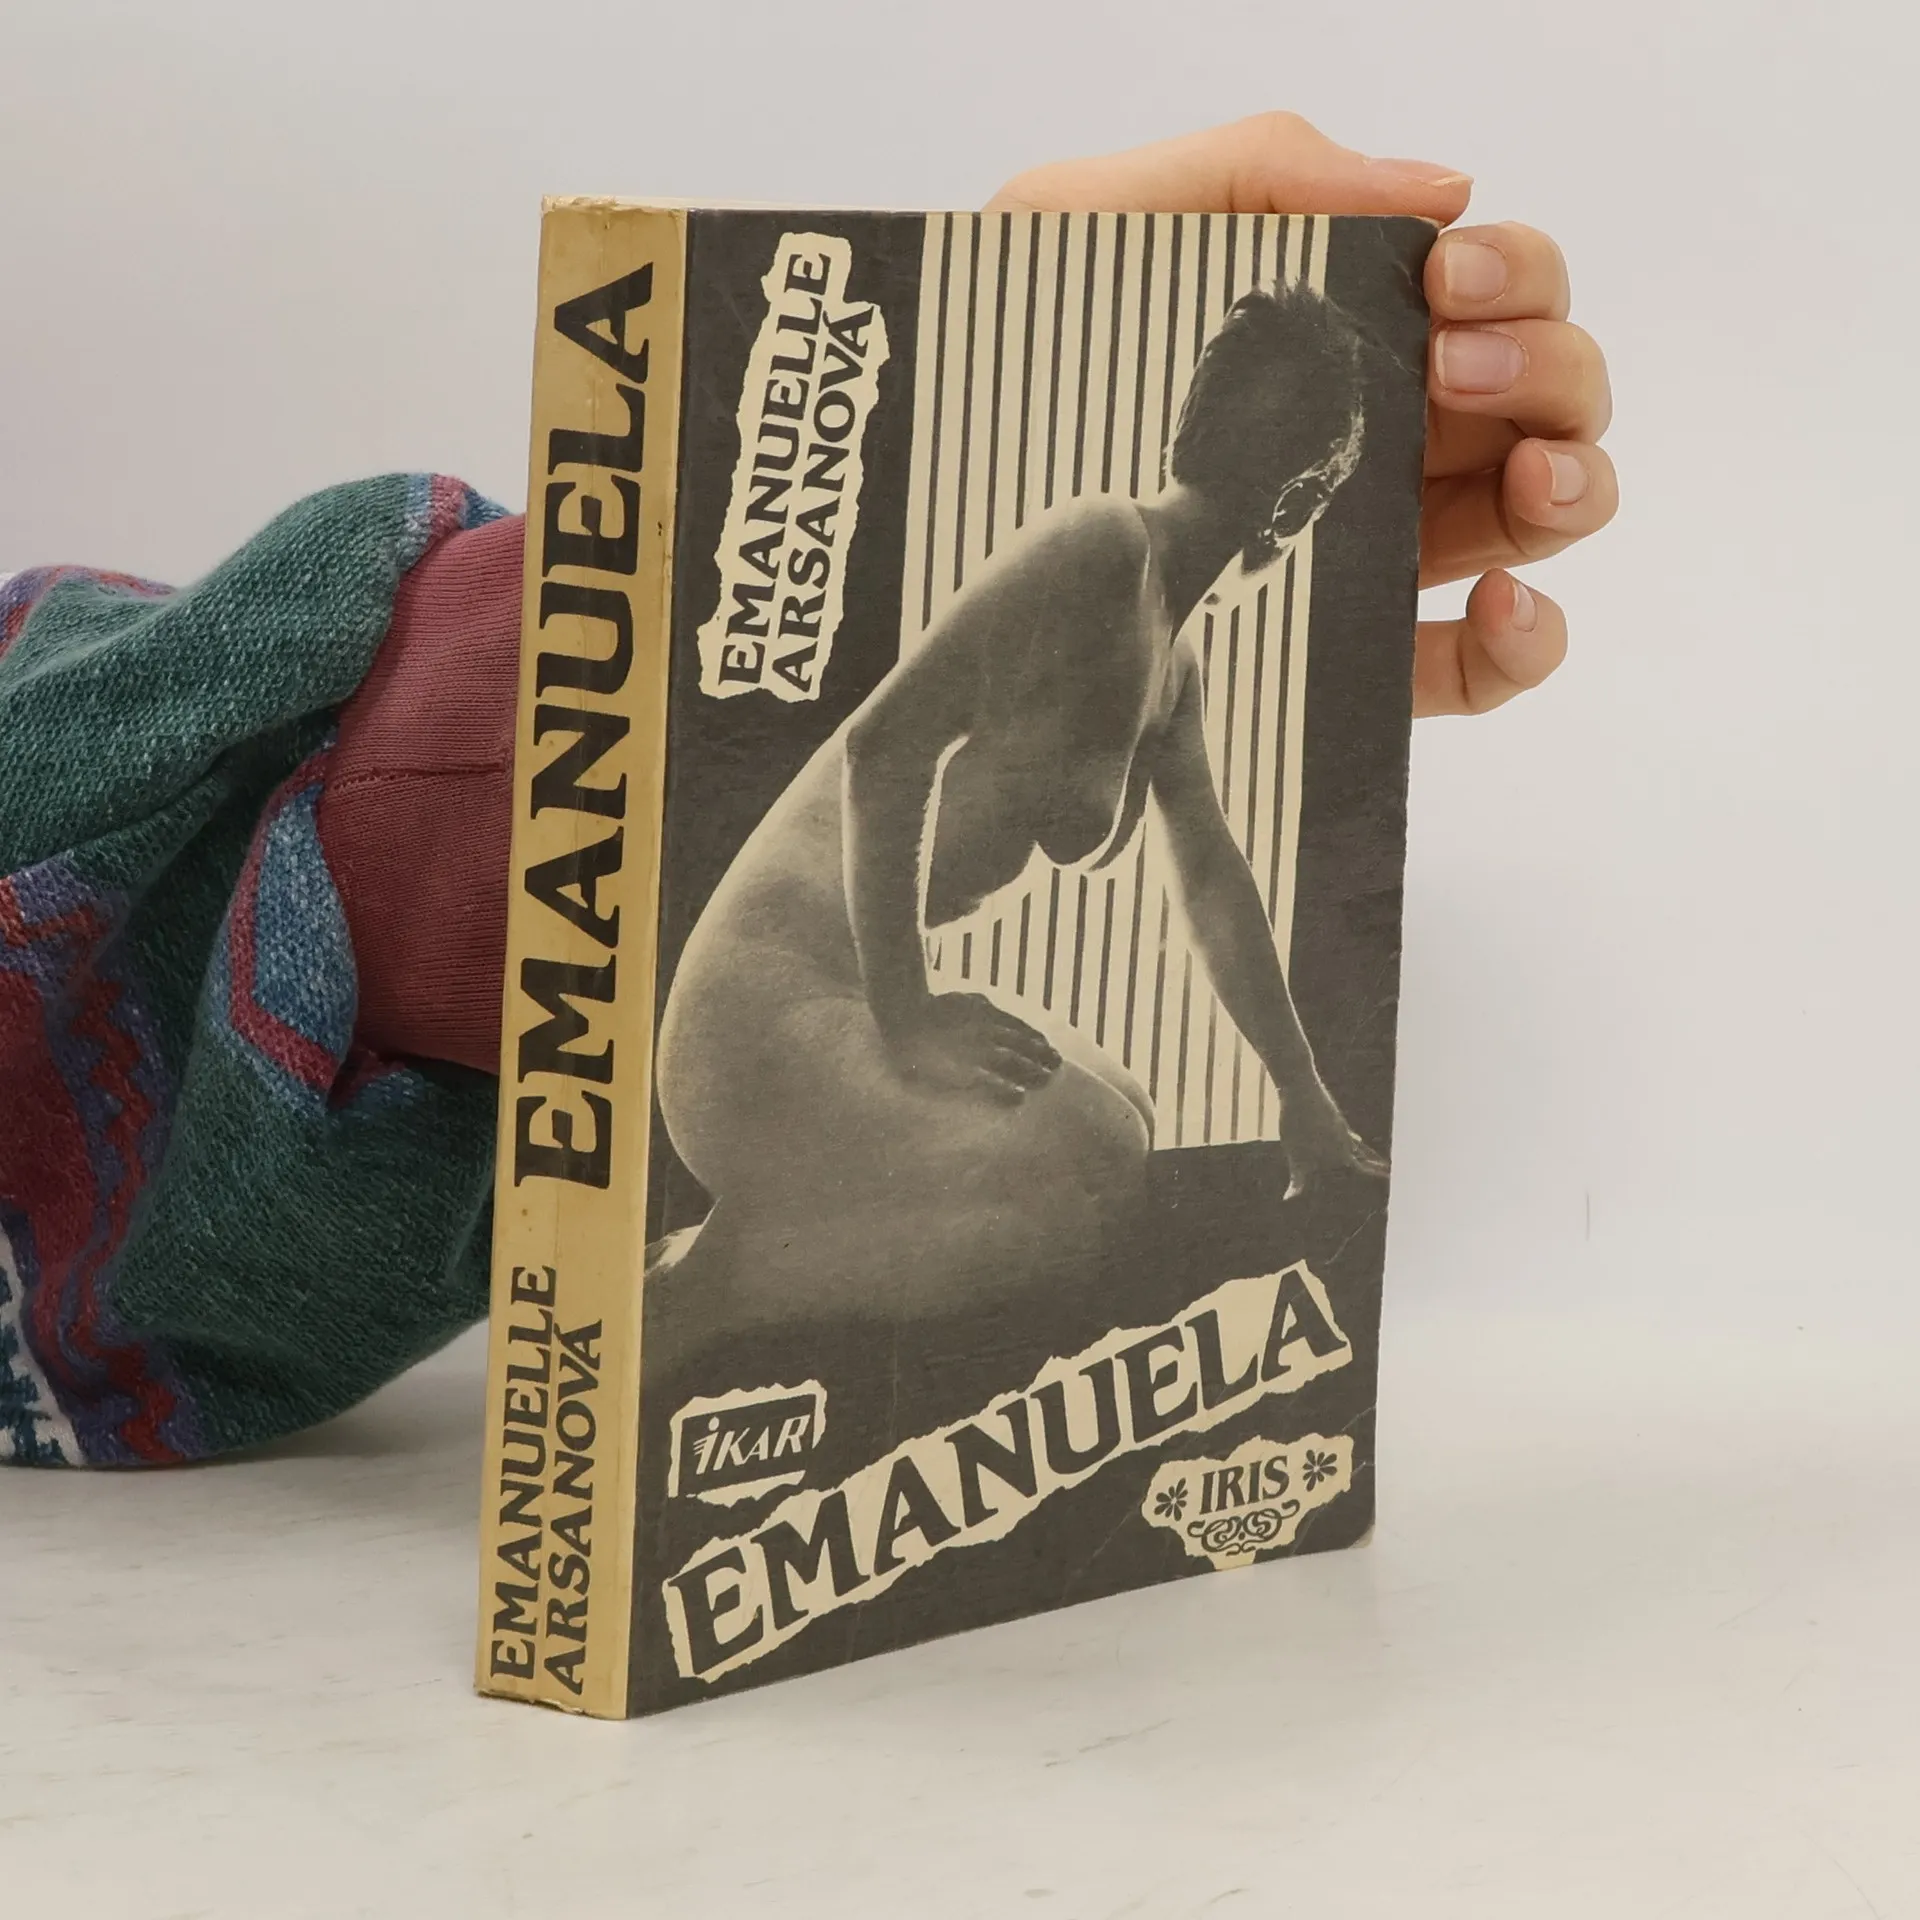 EMANUELA
EMANUELLE
ARSANOVÁ
EMANUELLE
ARSANOVÁ
IKAR
EMANUELA
* IRIS *